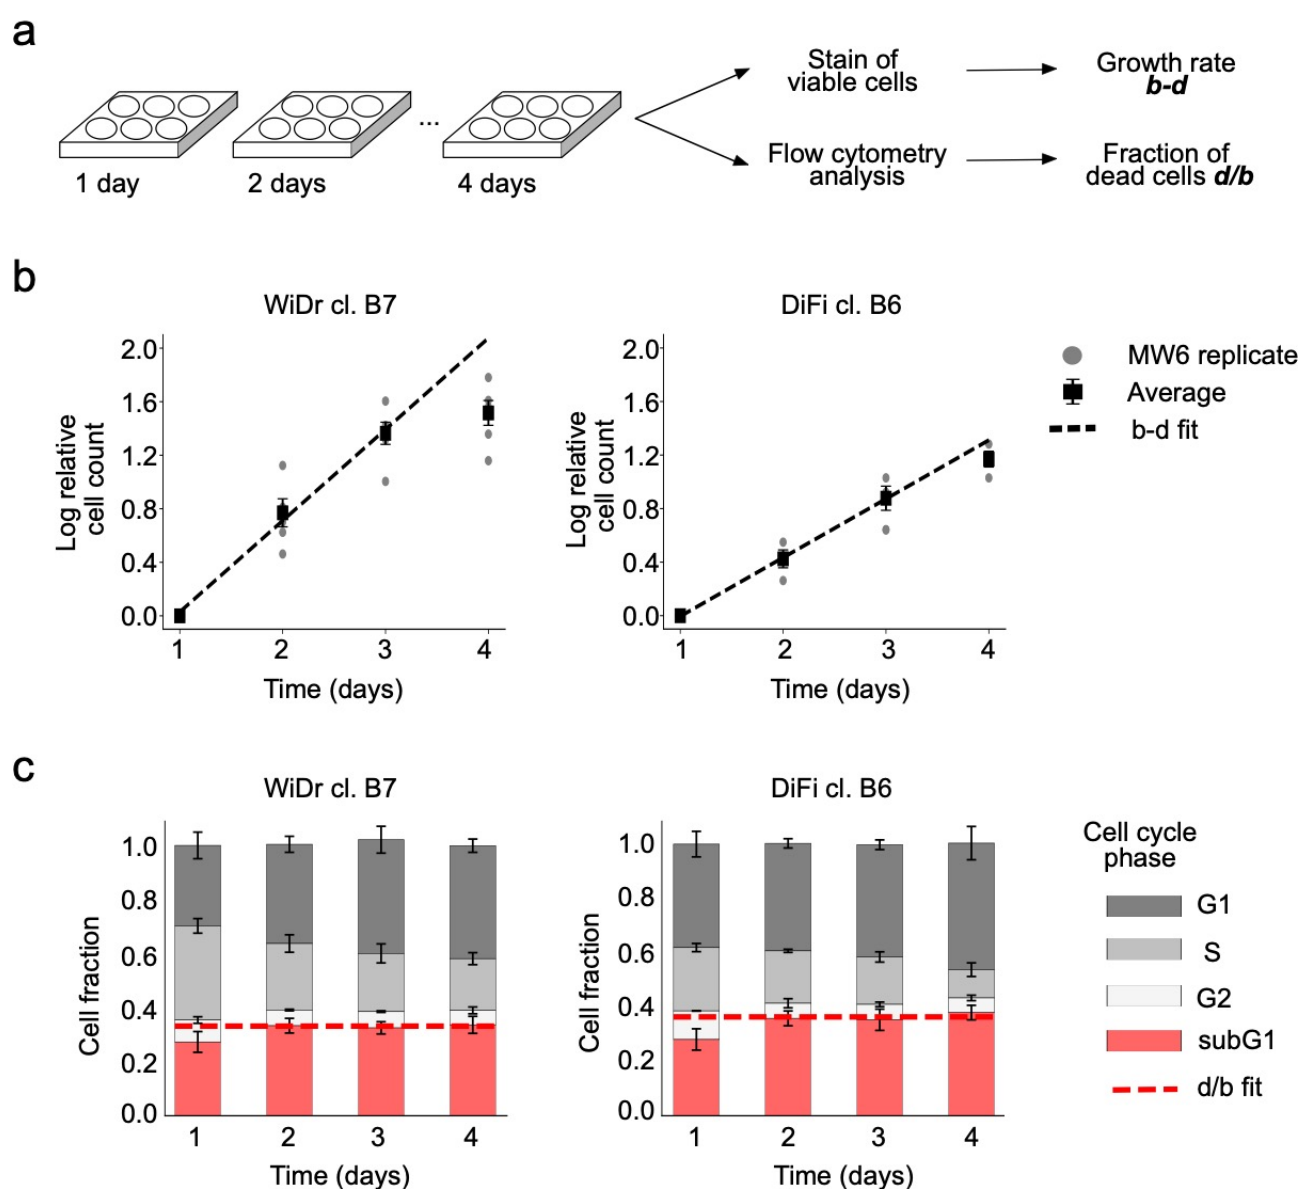 a
1 day
2 days
...
4 days
Stain of
viable cells
Growth rate
b-d
Flow cytometry
analysis
Fraction of
dead cells d/b
b
WiDr cl. B7
2.0
1.6
1.2
0.8
0.4
0.0
Log relative
cell count
1 2 3 4
Time (days)
DiFi cl. B6
2.0
1.6
1.2
0.8
0.4
0.0
Log relative
cell count
1 2 3 4
Time (days)
MW6 replicate
Average
b-d fit
c
WiDr cl. B7
1.0
0.8
0.6
0.4
0.2
0.0
Cell fraction
1 2 3 4
Time (days)
DiFi cl. B6
1.0
0.8
0.6
0.4
0.2
0.0
Cell fraction
1 2 3 4
Time (days)
Cell cycle
phase
G1
S
G2
subG1
d/b fit